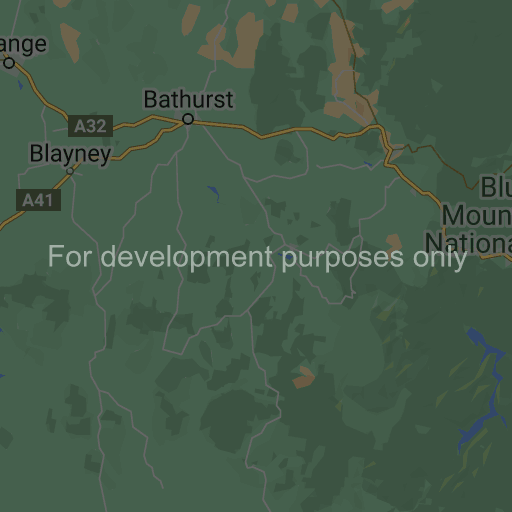 ange
Bathurst
A32
Blayney
A41
Blu
Moun
Nationa
For development purposes only